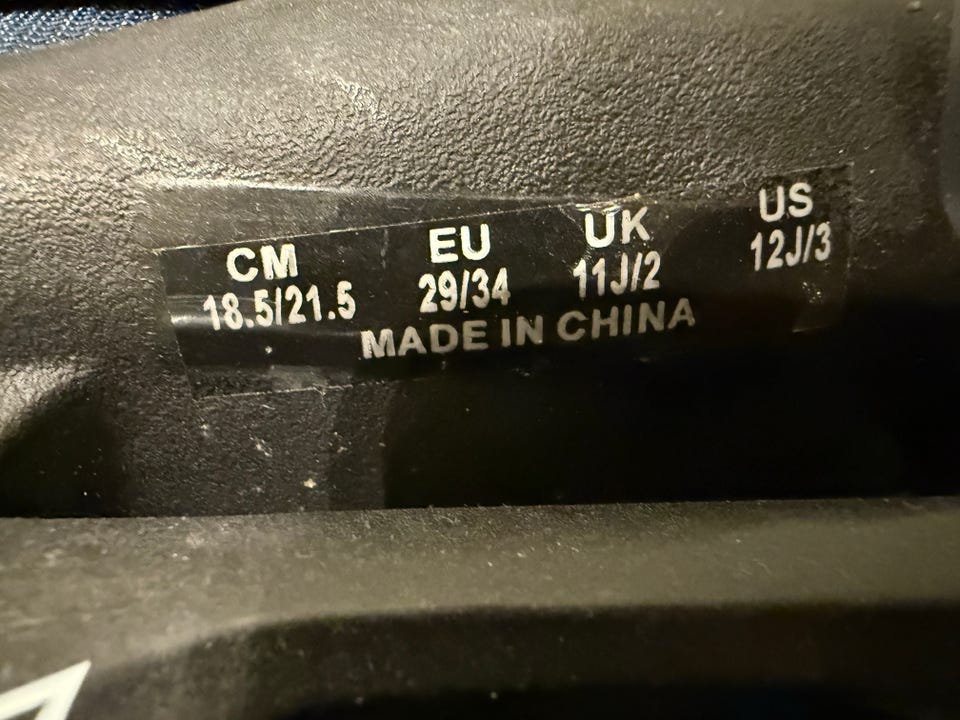 CM EU UK US
18.5/21.5 29/34 11J/2 12J/3
MADE IN CHINA